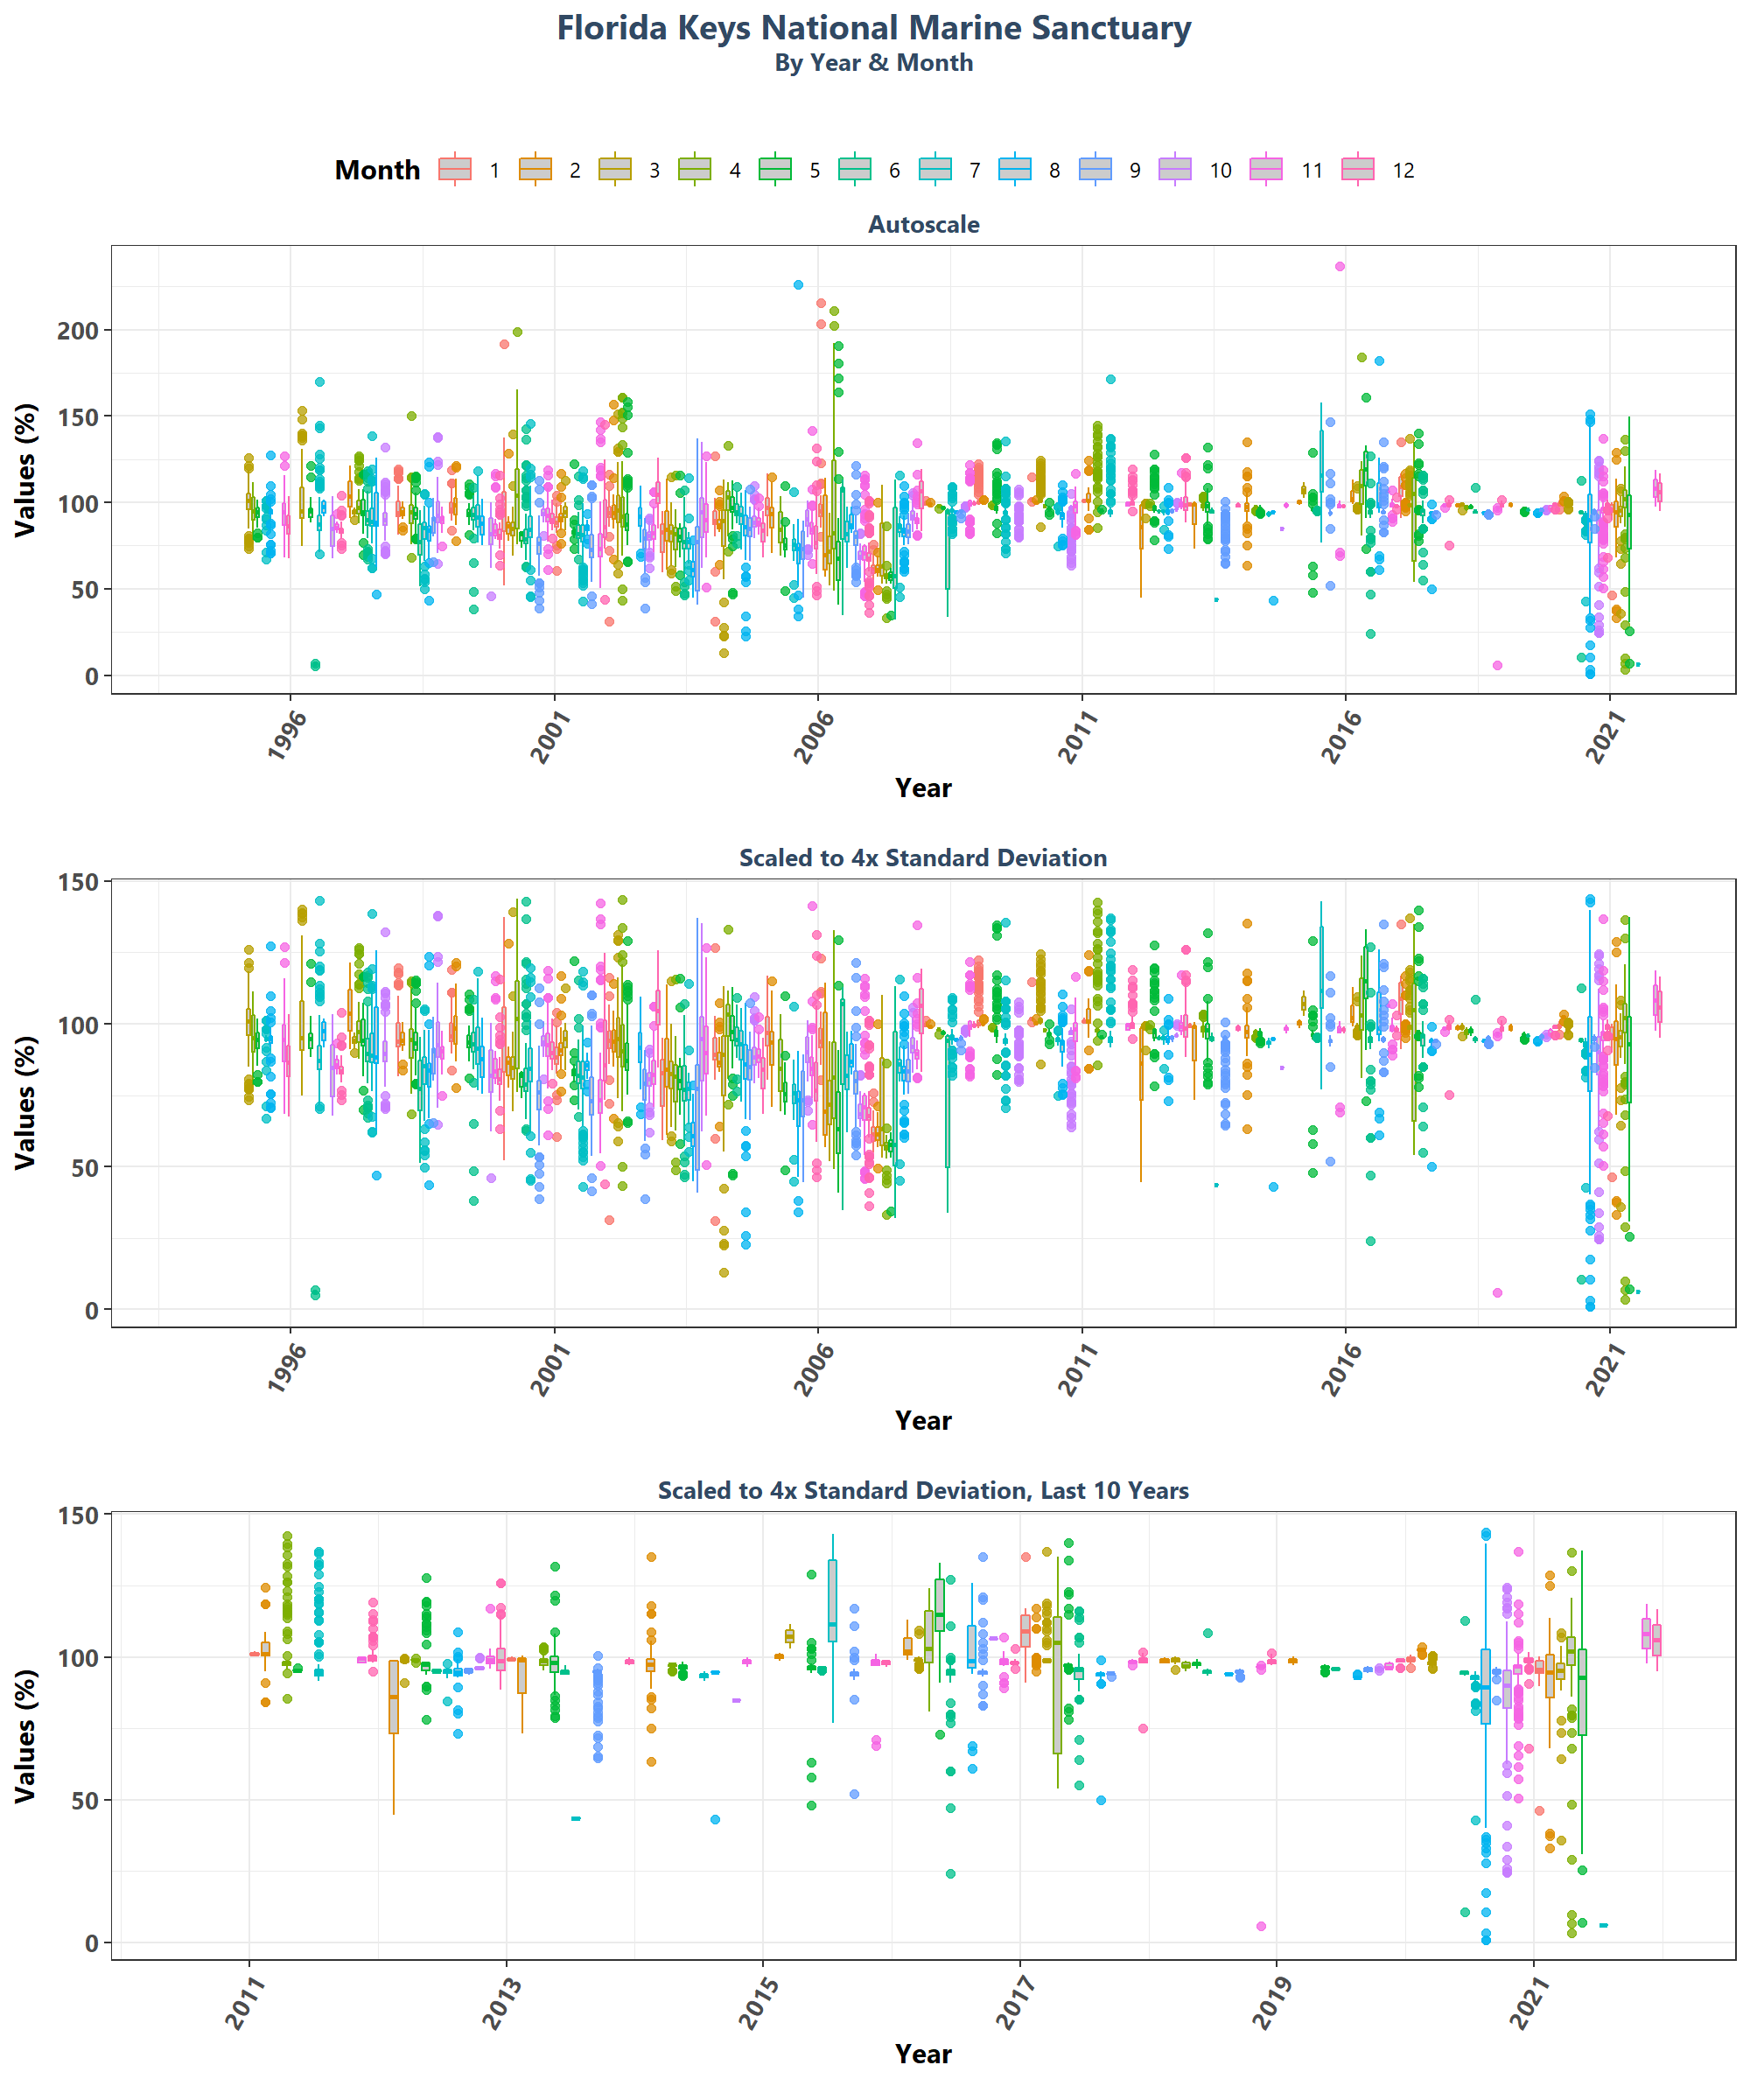 Florida Keys National Marine Sanctuary
By Year & Month
Month 1 2 3 4 5 6 7 8 9 10 11 12
Autoscale
Values (%)
200
150
100
50
0
1996 2001 2006 2011 2016 2021
Year
Scaled to 4x Standard Deviation
Values (%)
150
100
50
0
1996 2001 2006 2011 2016 2021
Year
Scaled to 4x Standard Deviation, Last 10 Years
Values (%)
150
100
50
0
2011 2013 2015 2017 2019 2021
Year